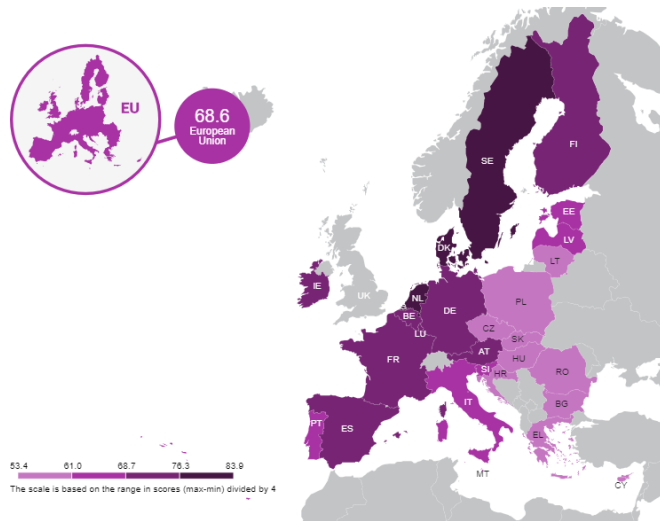 EU
68.6
European
Union
SE
FI
EE
LV
LT
DK
IE
UK
NL
BE
DE
PL
LU
CZ
SK
FR
AT
HU
SI
HR
RO
BG
IT
PT
ES
EL
MT
CY
53.4 61.0 68.7 76.3 83.9
The scale is based on the range in scores (max-min) divided by 4